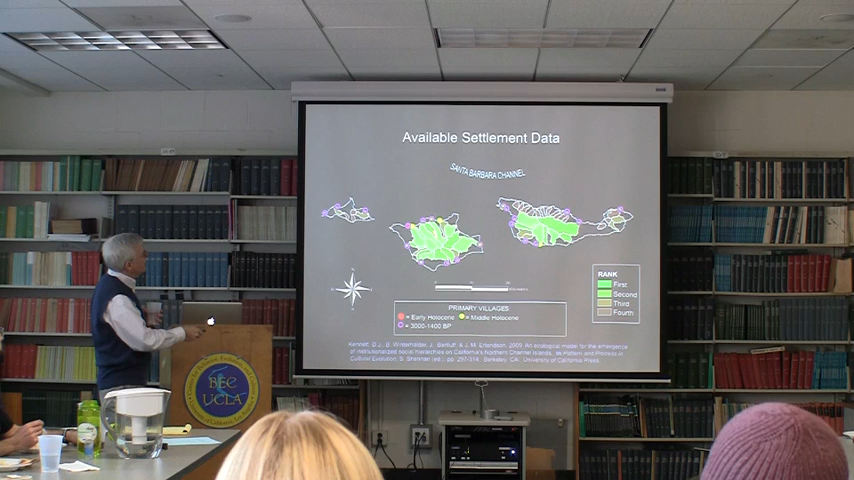 Available Settlement Data
SANTA BARBARA CHANNEL
RANK
First
Second
Third
Fourth
PRIMARY VILLAGES
= Early Holocene = Middle Holocene
= 3000-1400 BP
Kennett, D.J., B. Winterhalder, J. Bartruff, & J. M. Erlandson. 2009. An ecological model for the emergence
of institutionalized social hierarchies on California's Northern Channel Islands. as Pattern and Process in
Cultural Evolution, S. Shennan (ed.) pp. 297-314. Berkeley, CA: University of California Press.
BEC
UCLA